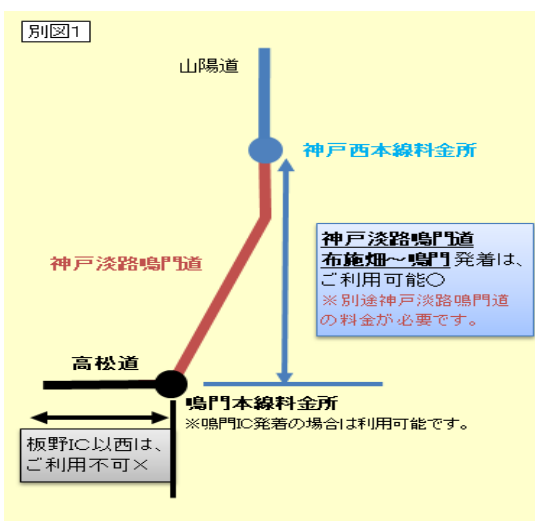 別図1
山陽道
神戸西本線料金所
神戸淡路鳴門道
布施畑～鳴門発着は、
ご利用可能○
※別途神戸淡路鳴門道
の料金が必要です。
神戸淡路鳴門道
高松道
鳴門本線料金所
※鳴門IC発着の場合は利用可能です。
板野IC以西は、
ご利用不可×